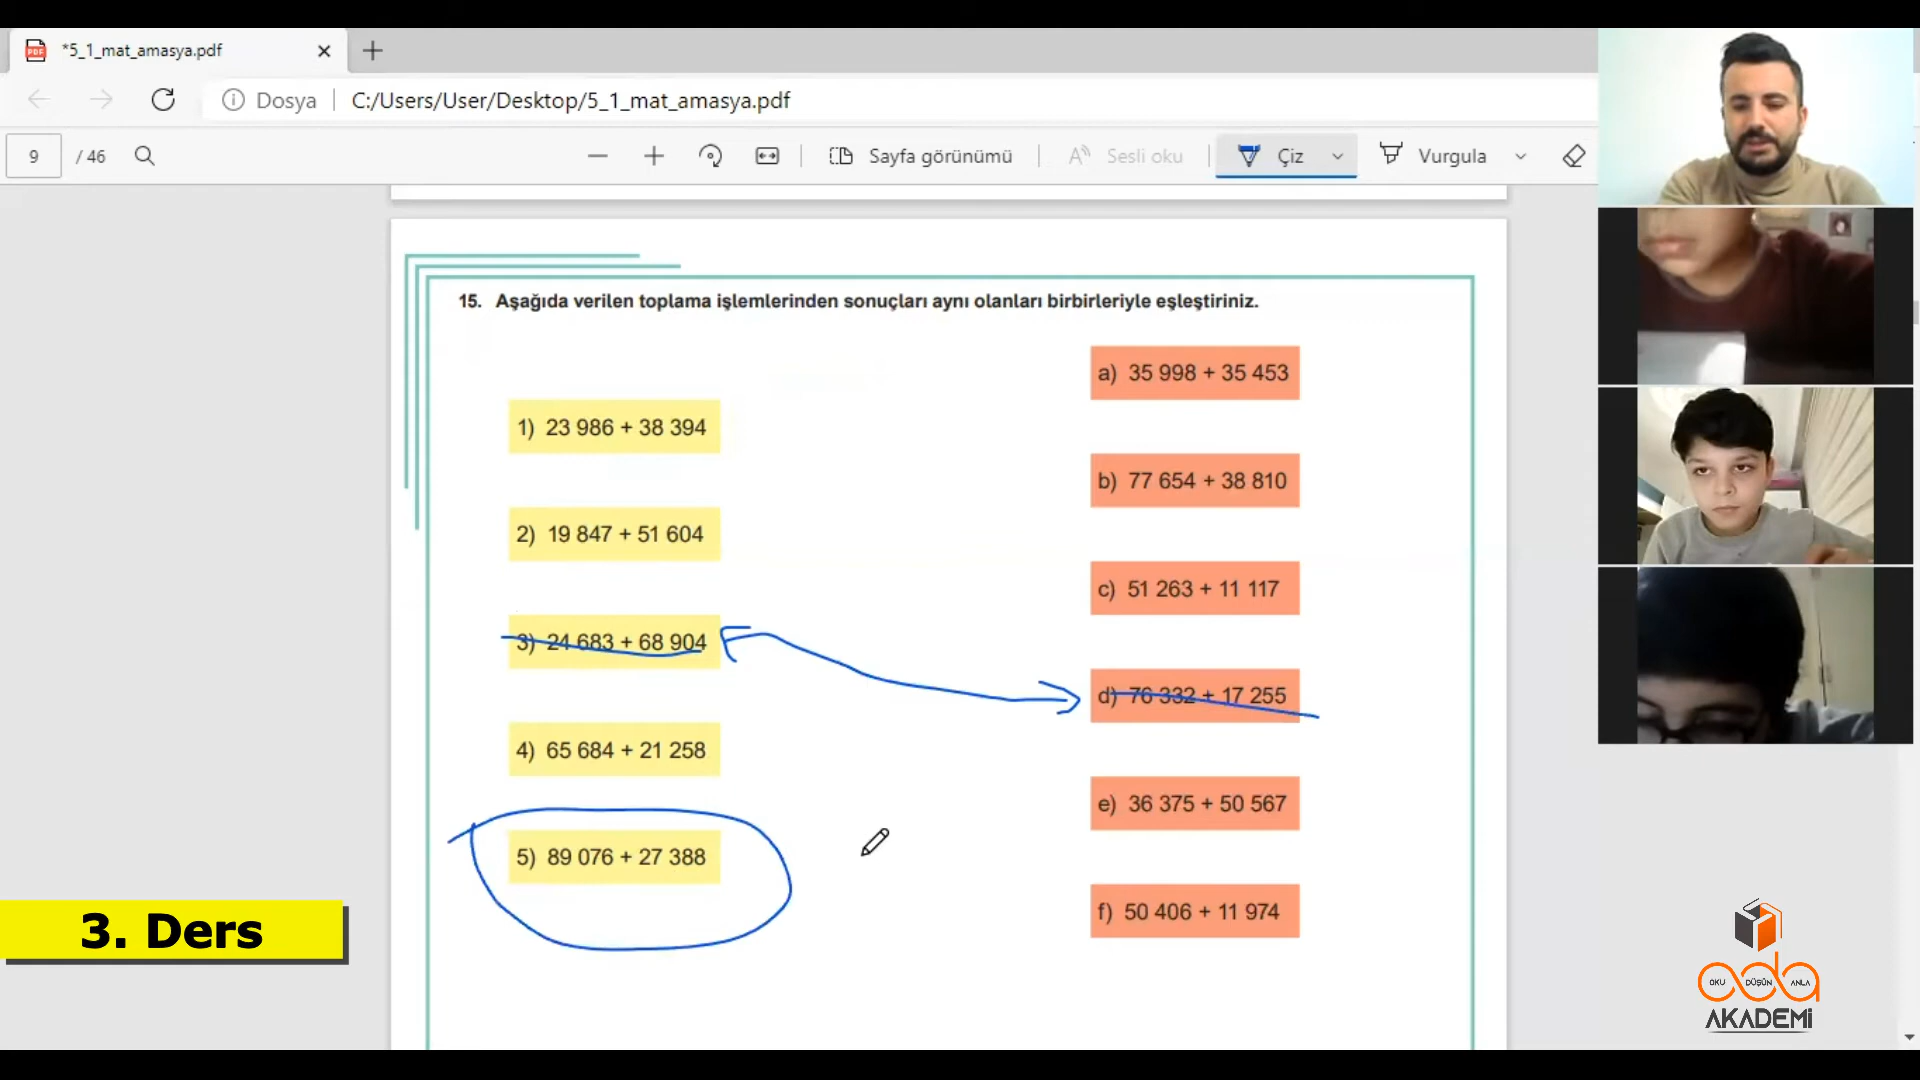 *5_1_mat_amasya.pdf
Dosya C:/Users/User/Desktop/5_1_mat_amasya.pdf
9 / 46 Sayfa görünümü Sesli oku Çiz Vurgula
15. Aşağıda verilen toplama işlemlerinden sonuçları aynı olanları birbirleriyle eşleştiriniz.
a) 35 998 + 35 453
1) 23 986 + 38 394
b) 77 654 + 38 810
2) 19 847 + 51 604
c) 51 263 + 11 117
3) 24 683 + 68 904
d) 76 332 + 17 255
4) 65 684 + 21 258
e) 36 375 + 50 567
5) 89 076 + 27 388
f) 50 406 + 11 974
3. Ders
oda
OKU DÜŞÜN ANLA
AKADEMİ